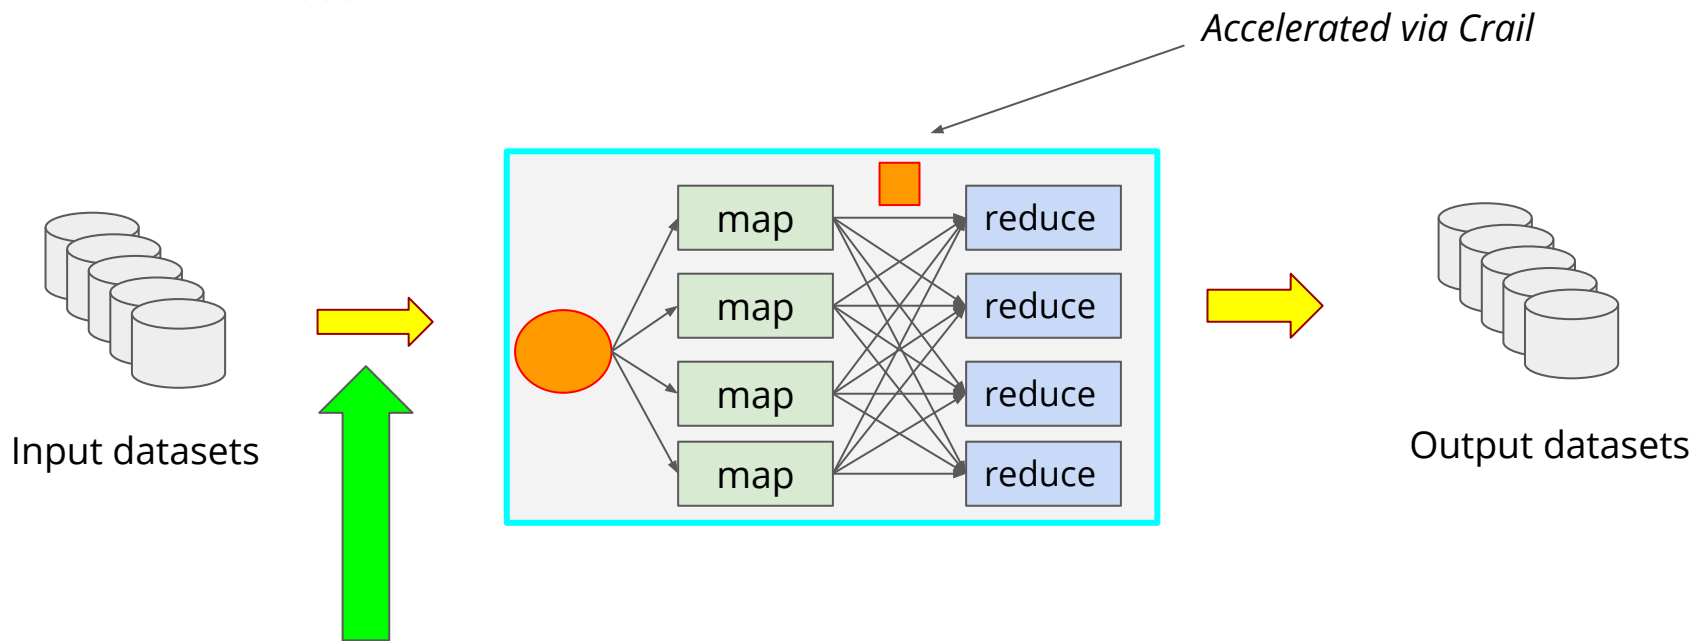 Accelerated via Crail
map
reduce
map
reduce
map
reduce
map
reduce
Input datasets
Output datasets